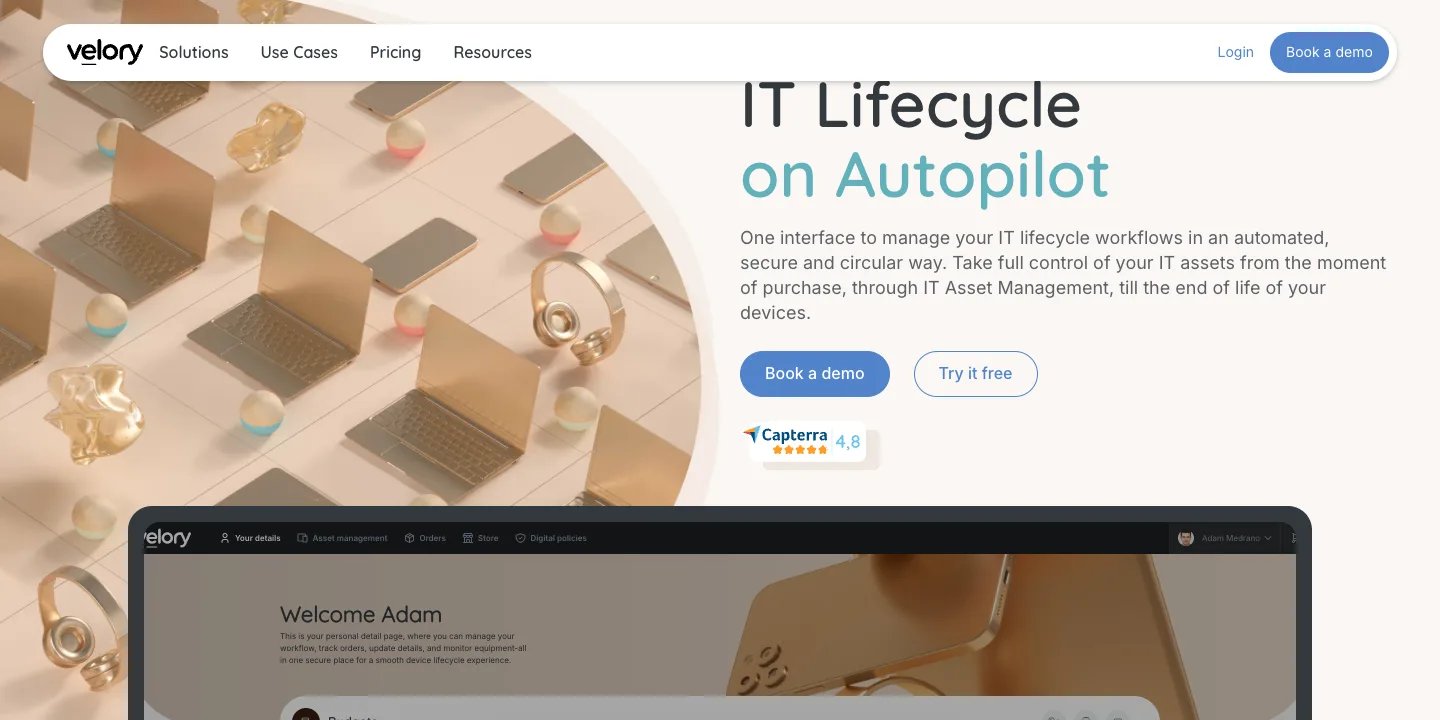 velory
Solutions
Use Cases
Pricing
Resources
Login
Book a demo
IT Lifecycle
on Autopilot
One interface to manage your IT lifecycle workflows in an automated,
secure and circular way. Take full control of your IT assets from the moment
of purchase, through IT Asset Management, till the end of life of your
devices.
Book a demo
Try it free
Capterra
4,8
velory
Your details
Asset management
Orders
Store
Digital policies
Adam Medrano
Welcome Adam
This is your personal detail page, where you can manage your
workflow, track orders, update details, and monitor equipment-all
in one secure place for a smooth device lifecycle experience.